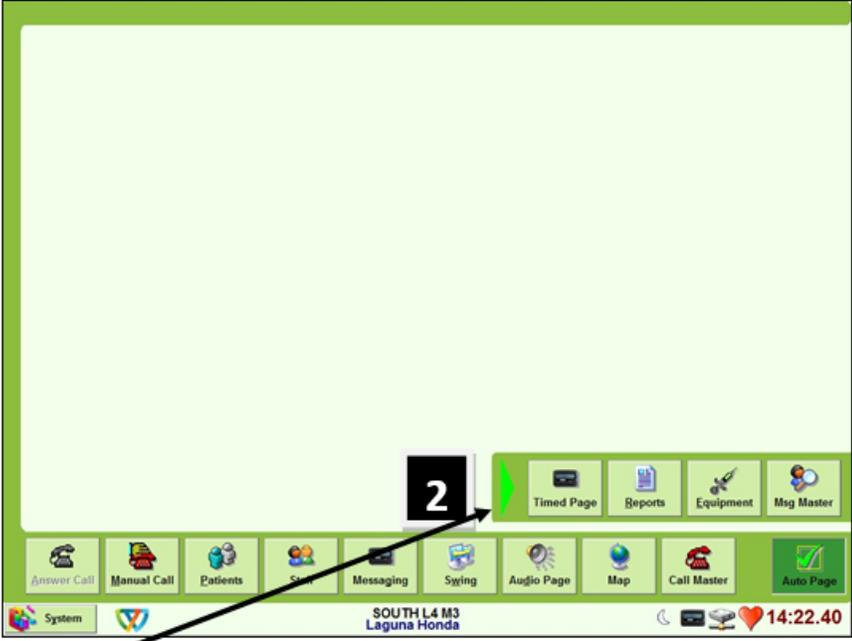 2
Timed Page
Reports
Equipment
Msg Master
Answer Call
Manual Call
Patients
Staff
Messaging
Swing
Audio Page
Map
Call Master
Auto Page
System
SOUTH L4 M3
Laguna Honda
14:22.40